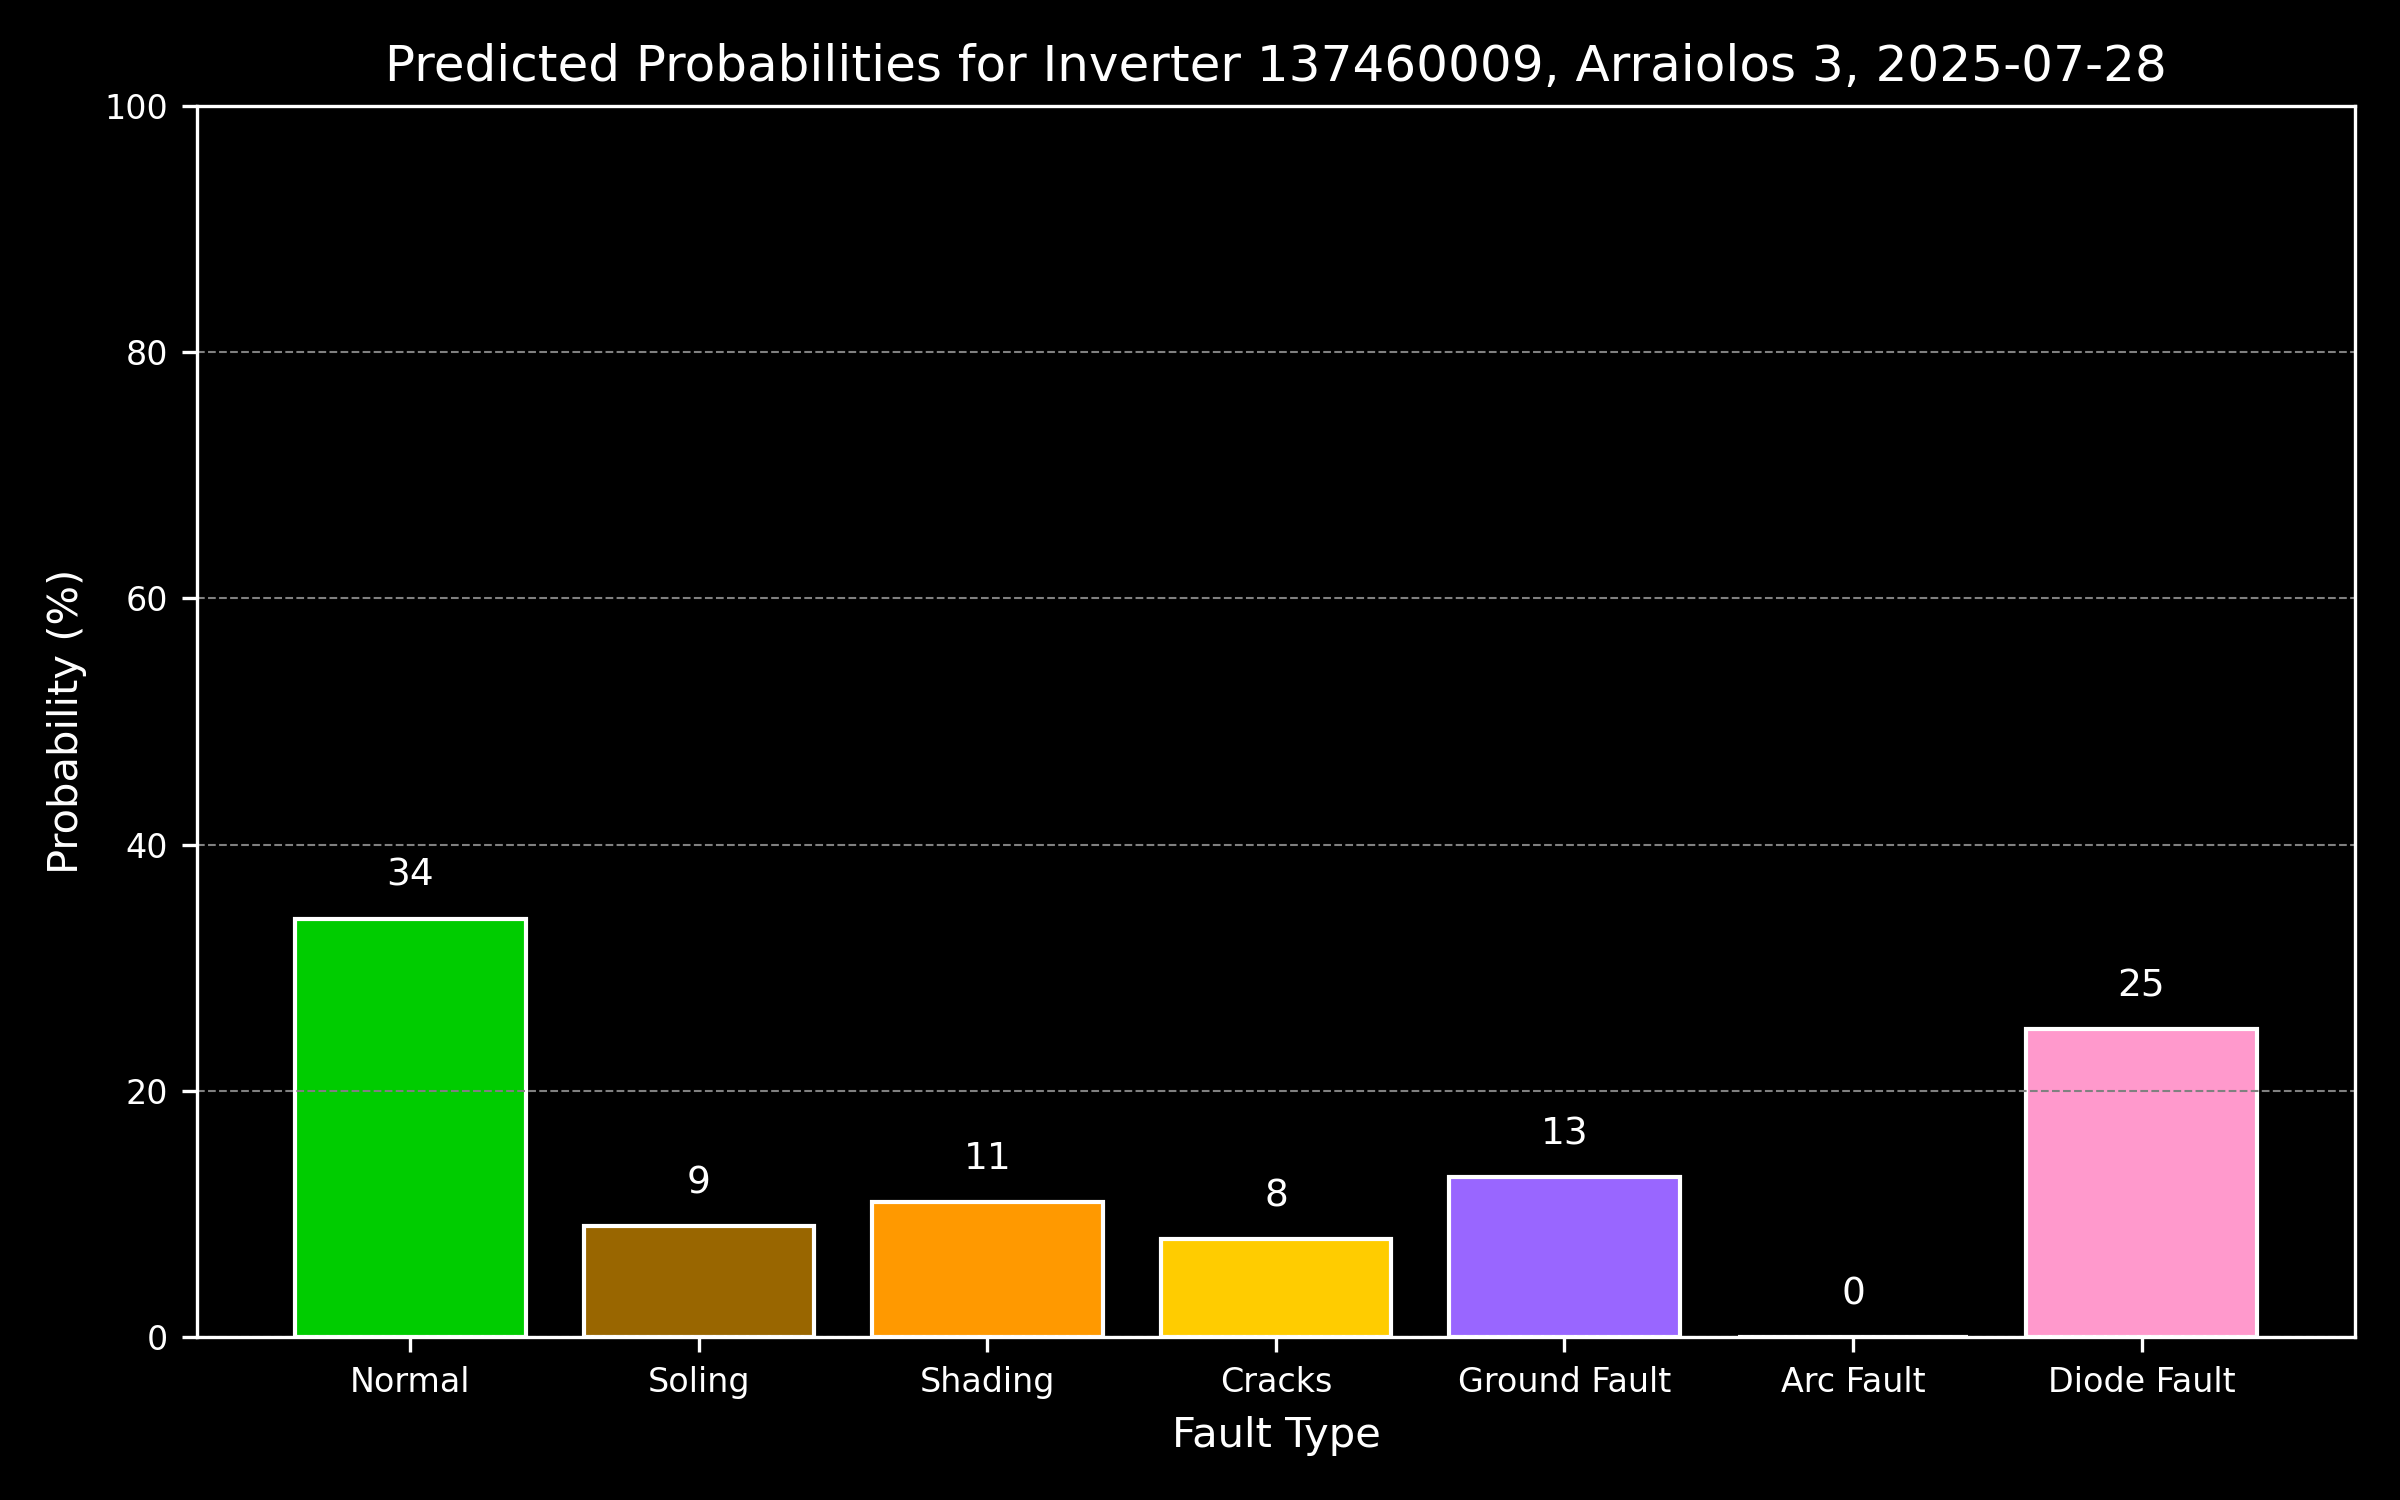 Predicted Probabilities for Inverter 137460009, Arraiolos 3, 2025-07-28
Probability (%)
100
80
60
40
20
0
34
9
11
8
13
0
25
Normal
Soling
Shading
Cracks
Ground Fault
Arc Fault
Diode Fault
Fault Type